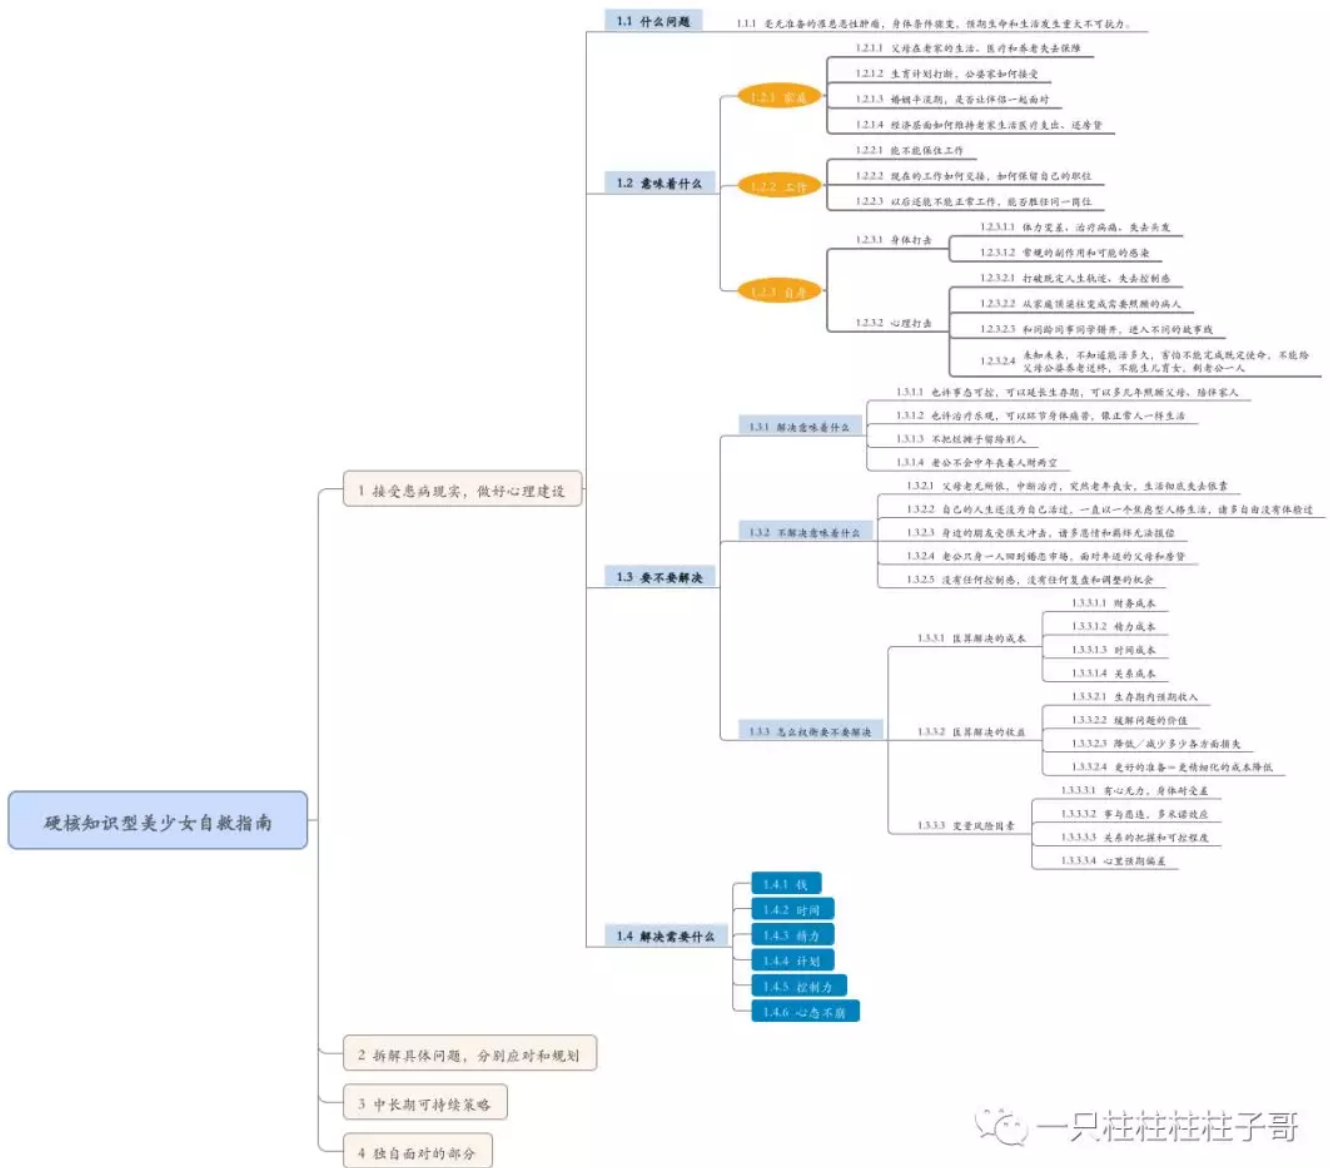 硬核知识型美少女自救指南
1 接受患病现实，做好心理建设
1.1 什么问题
1.1.1 毫无准备的罹患恶性肿瘤，身体条件骤变，预期生命和生活发生重大不可抗力。
1.2 意味着什么
1.2.1 家庭
1.2.1.1 父母在老家的生活、医疗和养老失去保障
1.2.1.2 生育计划打断，公婆家如何接受
1.2.1.3 婚姻平淡期，是否让伴侣一起面对
1.2.1.4 经济层面如何维持老家生活医疗支出、还房贷
1.2.2 工作
1.2.2.1 能不能保住工作
1.2.2.2 现在的工作如何交接，如何保留自己的职位
1.2.2.3 以后还能不能正常工作，能否胜任同一岗位
1.2.3 自身
1.2.3.1 身体打击
1.2.3.1.1 体力变差、治疗病痛、失去头发
1.2.3.1.2 常规的副作用和可能的感染
1.2.3.2 心理打击
1.2.3.2.1 打破既定人生轨迹、失去控制感
1.2.3.2.2 从家庭顶梁柱变成需要照顾的病人
1.2.3.2.3 和同龄同事同学错开，进入不同的故事线
1.2.3.2.4 未知未来，不知道能活多久，害怕不能完成既定使命，不能给
父母公婆养老送终，不能生儿育女，剩老公一人
1.3 要不要解决
1.3.1 解决意味着什么
1.3.1.1 也许事态可控，可以延长生存期，可以多几年照顾父母、陪伴家人
1.3.1.2 也许治疗乐观，可以环节身体痛苦，像正常人一样生活
1.3.1.3 不把烂摊子留给别人
1.3.1.4 老公不会中年丧妻人财两空
1.3.2 不解决意味着什么
1.3.2.1 父母老无所依，中断治疗，突然老年丧女，生活彻底失去依靠
1.3.2.2 自己的人生还没为自己活过，一直以一个焦虑型人格生活，诸多自由没有体验过
1.3.2.3 身边的朋友受很大冲击，诸多恩情和羁绊无法报偿
1.3.2.4 老公只身一人回到婚恋市场，面对年迈的父母和房贷
1.3.2.5 没有任何控制感，没有任何复盘和调整的机会
1.3.3 怎么权衡要不要解决
1.3.3.1 匡算解决的成本
1.3.3.1.1 财务成本
1.3.3.1.2 精力成本
1.3.3.1.3 时间成本
1.3.3.1.4 关系成本
1.3.3.2 匡算解决的收益
1.3.3.2.1 生存期内预期收入
1.3.3.2.2 缓解问题的价值
1.3.3.2.3 降低／减少多少各方面损失
1.3.3.2.4 更好的准备=更精细化的成本降低
1.3.3.3 变量风险因素
1.3.3.3.1 有心无力，身体耐受差
1.3.3.3.2 事与愿违，多米诺效应
1.3.3.3.3 关系的把握和可控程度
1.3.3.3.4 心里预期偏差
1.4 解决需要什么
1.4.1 钱
1.4.2 时间
1.4.3 精力
1.4.4 计划
1.4.5 控制力
1.4.6 心态不崩
2 拆解具体问题，分别应对和规划
3 中长期可持续策略
4 独自面对的部分
一只柱柱柱柱子哥